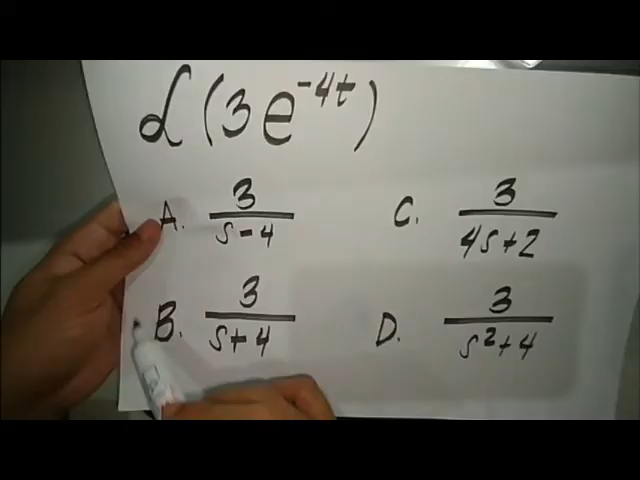 ℒ(3e^{-4t})
A. 3/(s-4)
B. 3/(s+4)
C. 3/(4s+2)
D. 3/(s²+4)